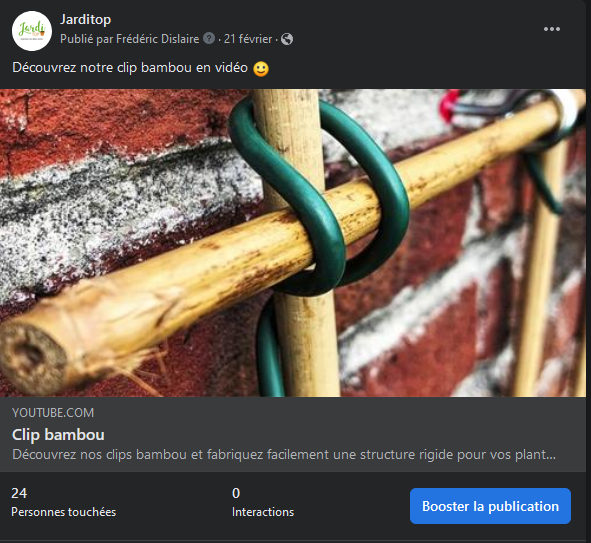 Jardi
Jarditop
Publié par Frédéric Dislaire · 21 février ·
Découvrez notre clip bambou en vidéo 🙂
YOUTUBE.COM
Clip bambou
Découvrez nos clips bambou et fabriquez facilement une structure rigide pour vos plant...
24
Personnes touchées
0
Interactions
Booster la publication